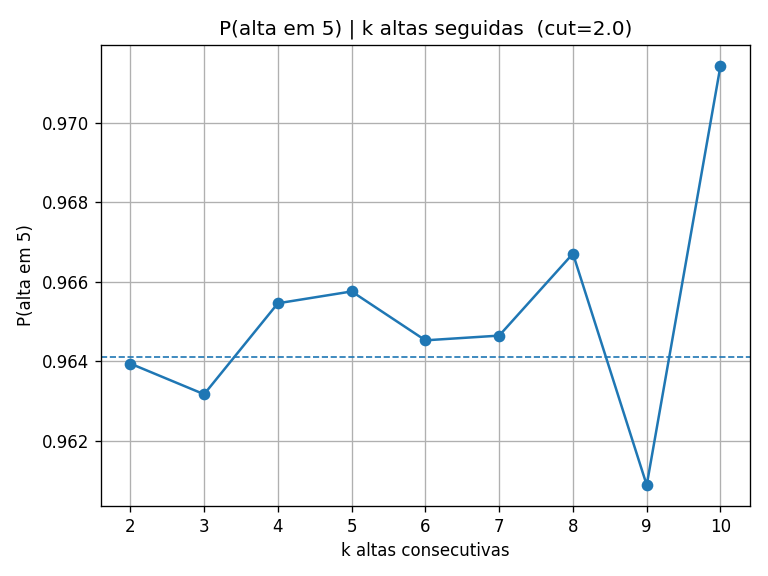 P(alta em 5) | k altas seguidas  (cut=2.0)
P(alta em 5)
0.970
0.968
0.966
0.964
0.962
2 3 4 5 6 7 8 9 10
k altas consecutivas